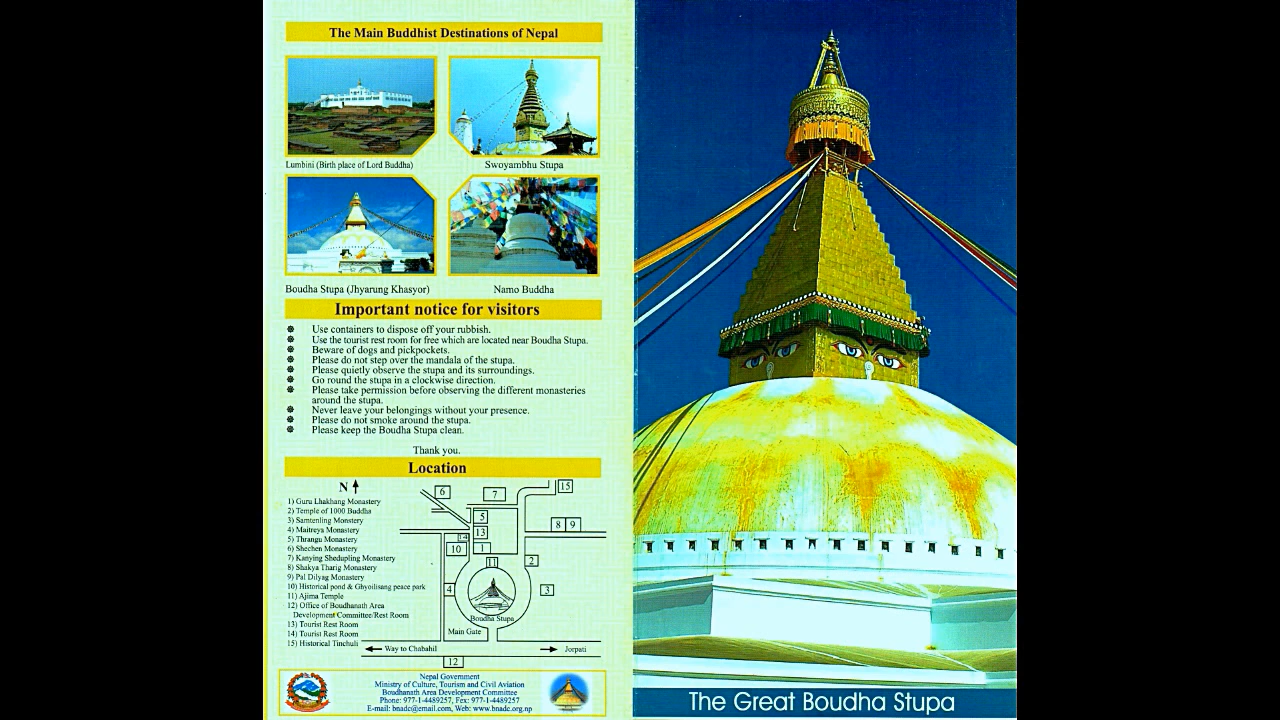 The Main Buddhist Destinations of Nepal
Lumbini (Birth place of Lord Buddha)
Swoyambhu Stupa
Boudha Stupa (Jhyarung Khasyor)
Namo Buddha
Important notice for visitors
Use containers to dispose off your rubbish.
Use the tourist rest room for free which are located near Boudha Stupa.
Beware of dogs and pickpockets.
Please do not step over the mandala of the stupa.
Please quietly observe the stupa and its surroundings.
Go round the stupa in a clockwise direction.
Please take permission before observing the different monasteries
around the stupa.
Never leave your belongings without your presence.
Please do not smoke around the stupa.
Please keep the Boudha Stupa clean.
Thank you.
Location
N
1) Guru Lhakhang Monastery
2) Temple of 1000 Buddha
3) Samtenling Monstery
4) Maitreya Monastery
5) Thrangu Monastery
6) Shechen Monastery
7) Kanying Shedupling Monastery
8) Shakya Tharig Monastery
9) Pal Dilyag Monastery
10) Historical pond & Ghyoilisang peace park
11) Ajima Temple
12) Office of Boudhanath Area
Development Committee/Rest Room
13) Tourist Rest Room
14) Tourist Rest Room
15) Historical Tinchuli
6
7
15
5
13
8 9
14
10
1
11
2
4
3
Boudha Stupa
Main Gate
Way to Chabahil
Jorpati
12
Nepal Government
Ministry of Culture, Tourism and Civil Aviation
Boudhanath Area Development Committee
Phone: 977-1-4489257, Fax: 977-1-4489257
E-mail: bnadc@email.com, Web: www.bnadc.org.np
The Great Boudha Stupa